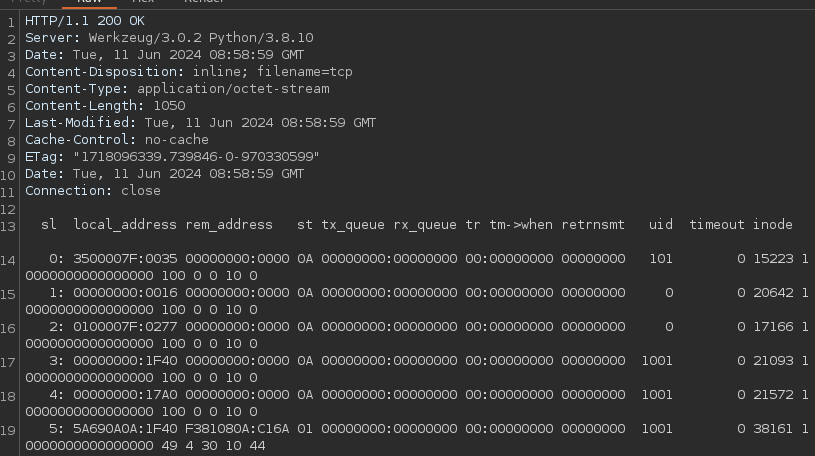 1 HTTP/1.1 200 OK
2 Server: Werkzeug/3.0.2 Python/3.8.10
3 Date: Tue, 11 Jun 2024 08:58:59 GMT
4 Content-Disposition: inline; filename=tcp
5 Content-Type: application/octet-stream
6 Content-Length: 1050
7 Last-Modified: Tue, 11 Jun 2024 08:58:59 GMT
8 Cache-Control: no-cache
9 ETag: "1718096339.739846-0-970330599"
10 Date: Tue, 11 Jun 2024 08:58:59 GMT
11 Connection: close
12
13 sl local_address rem_address st tx_queue rx_queue tr tm->when retrnsmt uid timeout inode
14 0: 3500007F:0035 00000000:0000 0A 00000000:00000000 00:00000000 00000000 101 0 15223 1
0000000000000000 100 0 0 10 0
15 1: 00000000:0016 00000000:0000 0A 00000000:00000000 00:00000000 00000000 0 0 20642 1
0000000000000000 100 0 0 10 0
16 2: 0100007F:0277 00000000:0000 0A 00000000:00000000 00:00000000 00000000 0 0 17166 1
0000000000000000 100 0 0 10 0
17 3: 00000000:1F40 00000000:0000 0A 00000000:00000000 00:00000000 00000000 1001 0 21093 1
0000000000000000 100 0 0 10 0
18 4: 00000000:17A0 00000000:0000 0A 00000000:00000000 00:00000000 00000000 1001 0 21572 1
0000000000000000 100 0 0 10 0
19 5: 5A690A0A:1F40 F381080A:C16A 01 00000000:00000000 00:00000000 00000000 1001 0 38161 1
0000000000000000 49 4 30 10 44